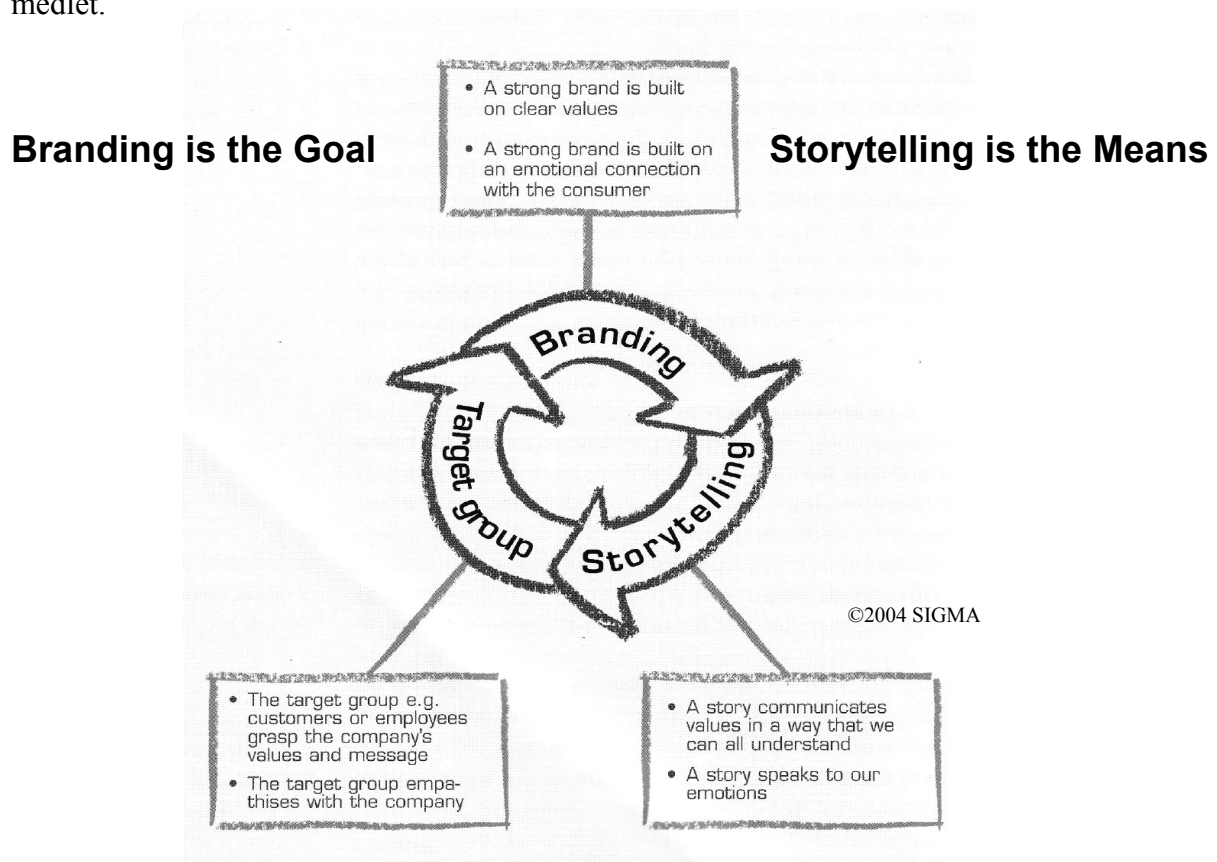 medlet.
• A strong brand is built
on clear values
• A strong brand is built on
an emotional connection
with the consumer
Branding is the Goal
Storytelling is the Means
Branding
Target group
Storytelling
©2004 SIGMA
• The target group e.g.
customers or employees
grasp the company's
values and message
• The target group empa-
thises with the company
• A story communicates
values in a way that we
can all understand
• A story speaks to our
emotions